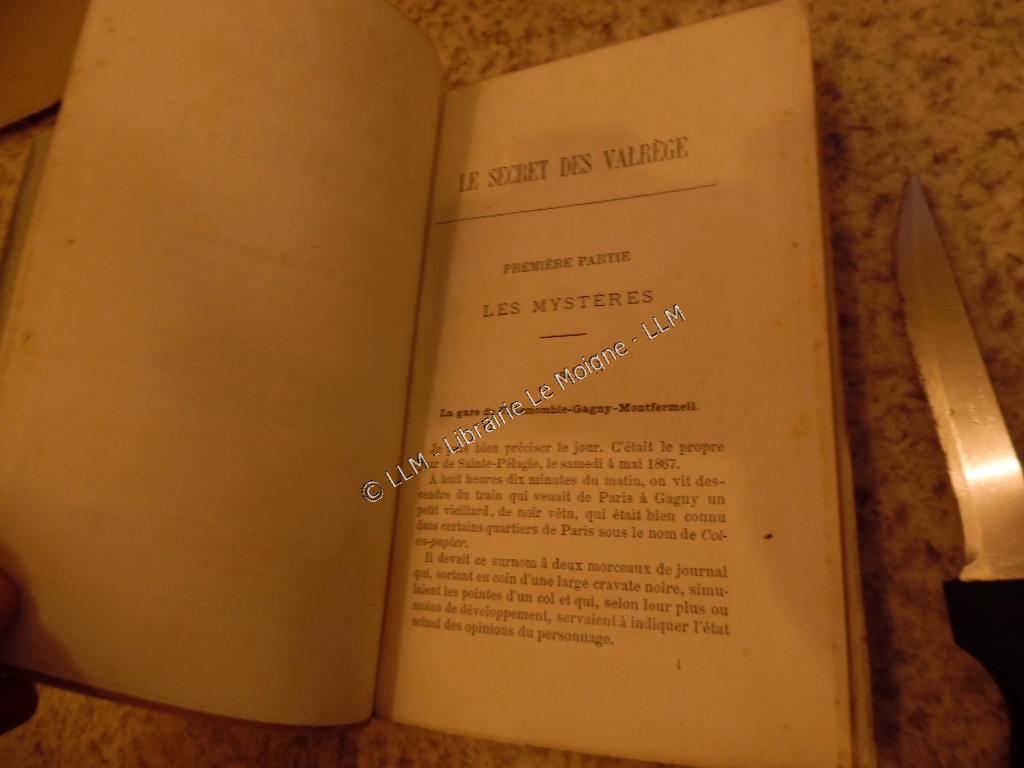 LE SECRET DES VALRÈGE
PREMIÈRE PARTIE
LES MYSTÈRES
La gare de -Gagny-Montfermeil.
bien préciser le jour. C'était le propre
de Sainte-Pélagie, le samedi 4 mai 1867.
A huit heures dix minutes du matin, on vit des-
cendre du train qui venait de Paris à Gagny un
petit vieillard, de noir vêtu, qui était bien connu
dans certains quartiers de Paris sous le nom de Col-
en-papier.
Il devait ce surnom à deux morceaux de journal
qui, sortant en coin d'une large cravate noire, simu-
laient les pointes d'un col et qui, selon leur plus ou
moins de développement, servaient à indiquer l'état
actuel des opinions du personnage.
1
© LLM - Librairie Le Moigne - LLM